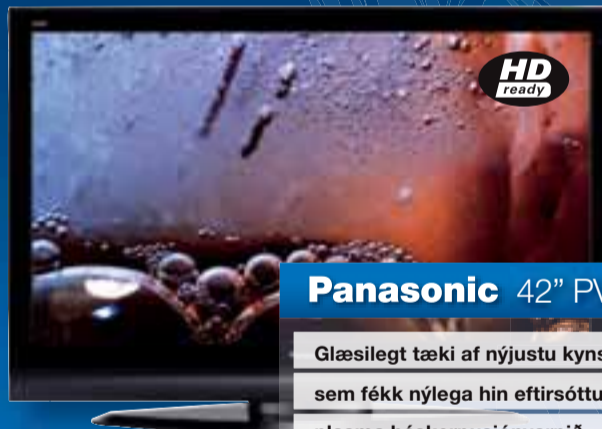 HD
ready
Panasonic 42” PV
Glæsilegt tæki af nýjustu kyns
sem fékk nýlega hin eftirsóttu